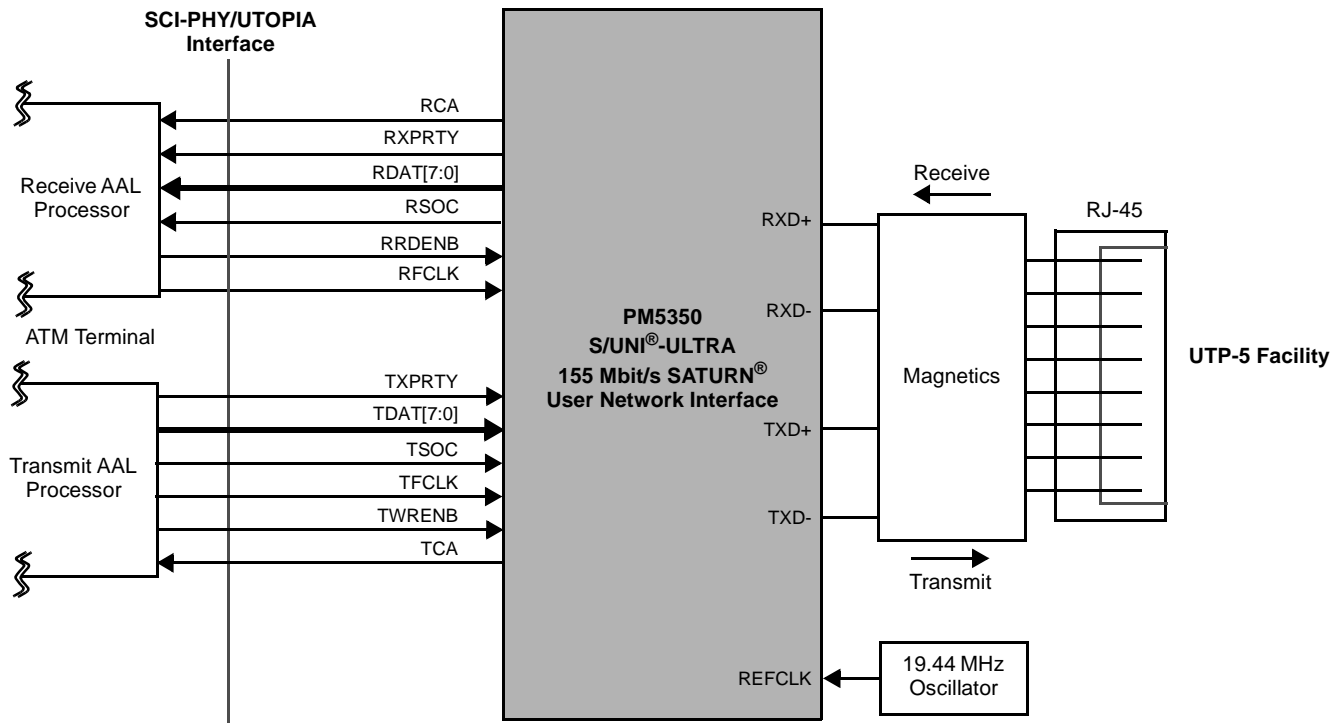 SCI-PHY/UTOPIA
Interface
RCA
RXPRTY
RDAT[7:0]
RSOC
RRDENB
RFCLK
Receive AAL
Processor
ATM Terminal
TXPRTY
TDAT[7:0]
TSOC
TFCLK
TWRENB
TCA
Transmit AAL
Processor
PM5350
S/UNI®-ULTRA
155 Mbit/s SATURN®
User Network Interface
RXD+
RXD-
TXD+
TXD-
REFCLK
Receive
Magnetics
Transmit
RJ-45
UTP-5 Facility
19.44 MHz
Oscillator